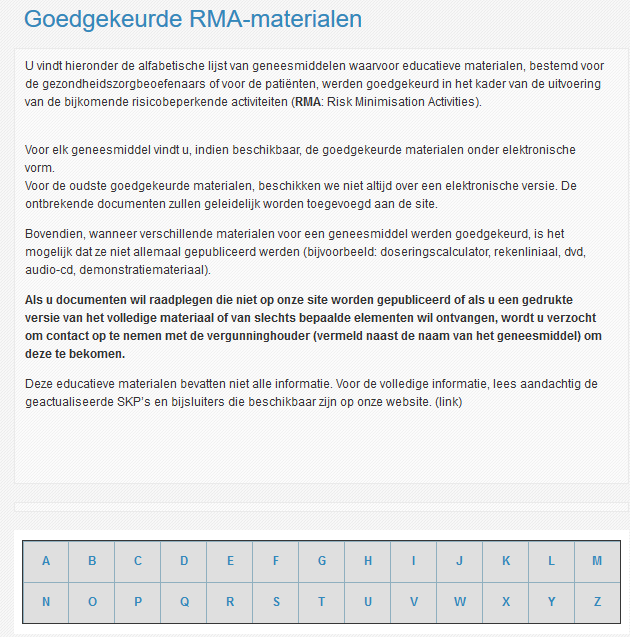 Goedgekeurde RMA-materialen
U vindt hieronder de alfabetische lijst van geneesmiddelen waarvoor educatieve materialen, bestemd voor
de gezondheidszorgbeoefenaars of voor de patiënten, werden goedgekeurd in het kader van de uitvoering
van de bijkomende risicobeperkende activiteiten (RMA: Risk Minimisation Activities).
Voor elk geneesmiddel vindt u, indien beschikbaar, de goedgekeurde materialen onder elektronische
vorm.
Voor de oudste goedgekeurde materialen, beschikken we niet altijd over een elektronische versie. De
ontbrekende documenten zullen geleidelijk worden toegevoegd aan de site.
Bovendien, wanneer verschillende materialen voor een geneesmiddel werden goedgekeurd, is het
mogelijk dat ze niet allemaal gepubliceerd werden (bijvoorbeeld: doseringscalculator, rekenliniaal, dvd,
audio-cd, demonstratiemateriaal).
Als u documenten wil raadplegen die niet op onze site worden gepubliceerd of als u een gedrukte
versie van het volledige materiaal of van slechts bepaalde elementen wil ontvangen, wordt u verzocht
om contact op te nemen met de vergunninghouder (vermeld naast de naam van het geneesmiddel) om
deze te bekomen.
Deze educatieve materialen bevatten niet alle informatie. Voor de volledige informatie, lees aandachtig de
geactualiseerde SKP's en bijsluiters die beschikbaar zijn op onze website. (link)
A B C D E F G H I J K L M
N O P Q R S T U V W X Y Z